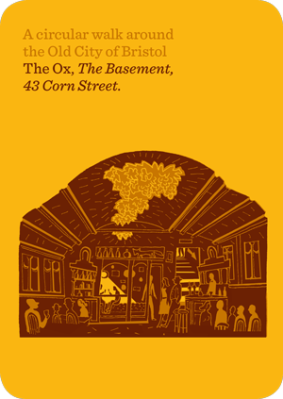 A circular walk around
the Old City of Bristol
The Ox, The Basement,
43 Corn Street.